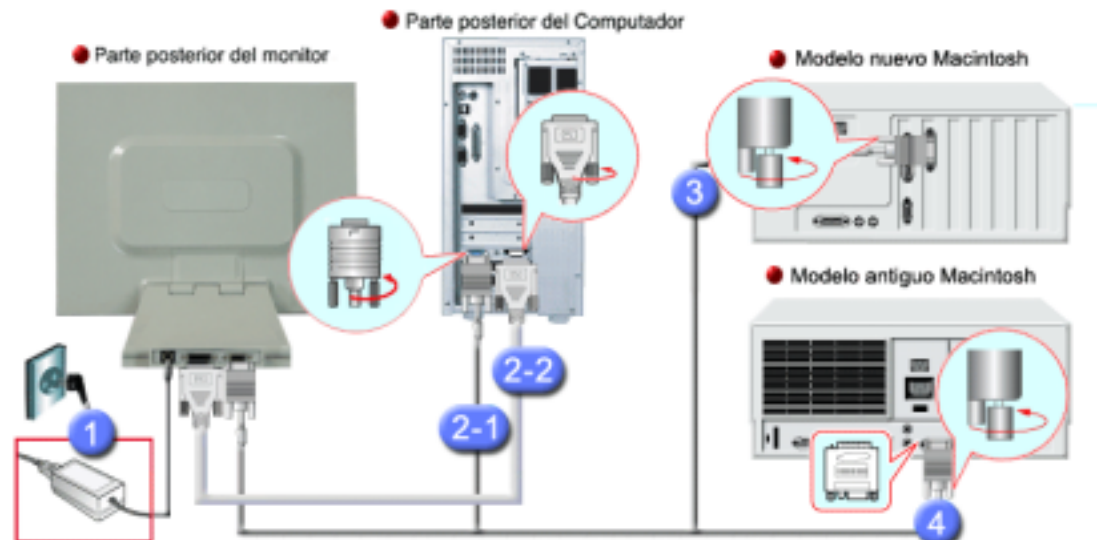 Parte posterior del Computador
Parte posterior del monitor
Modelo nuevo Macintosh
3
Modelo antiguo Macintosh
2-2
1
2-1
4